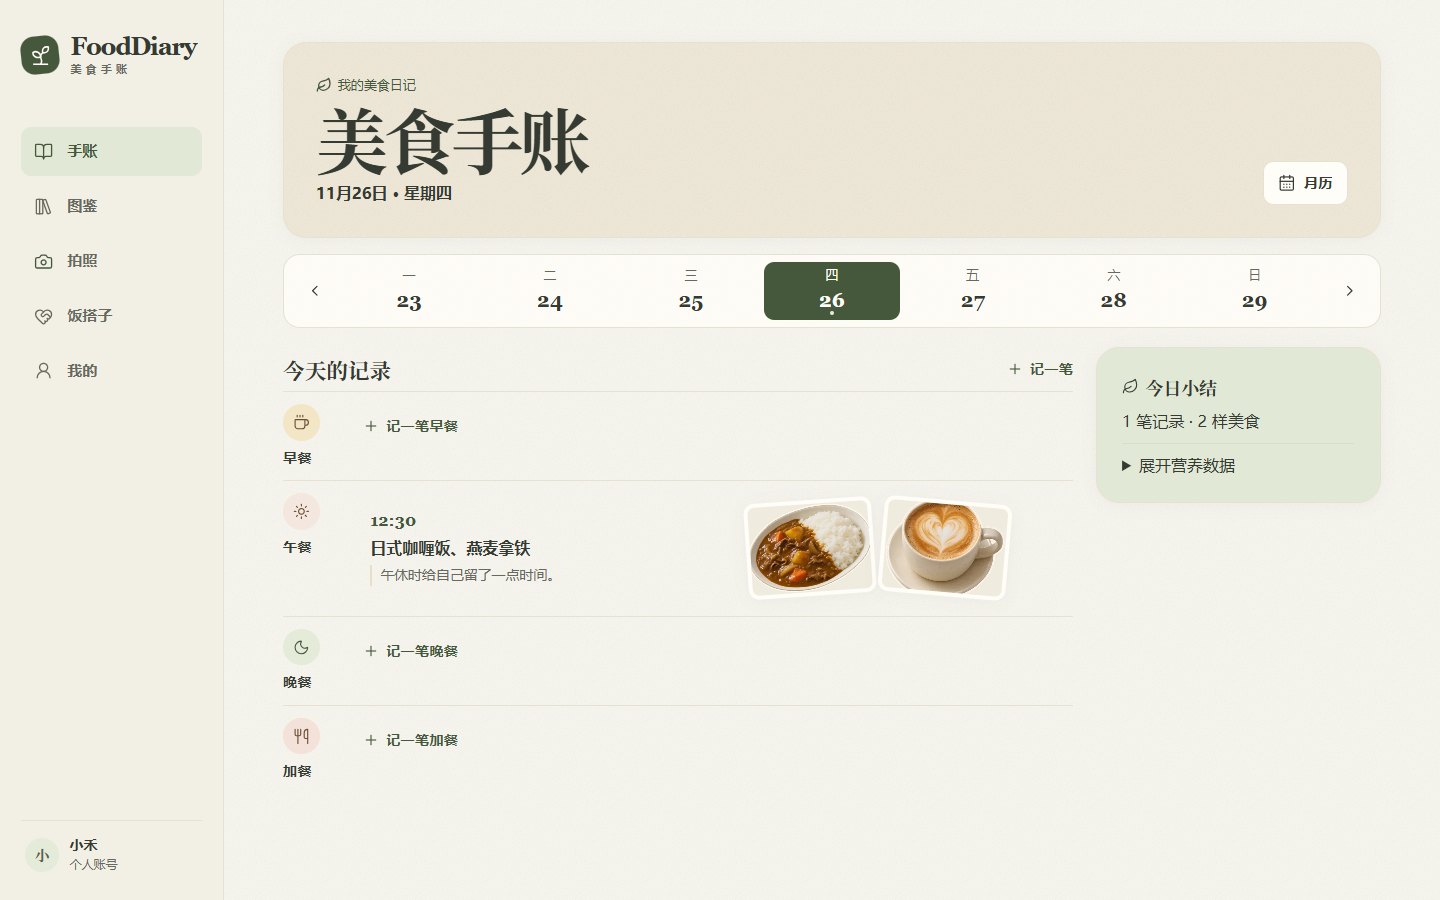 FoodDiary
美食手账
手账
图鉴
拍照
饭搭子
我的
小
小禾
个人账号
我的美食日记
美食手账
11月26日 • 星期四
月历
一 二 三 四 五 六 日
23 24 25 26 27 28 29
今天的记录
记一笔
早餐
记一笔早餐
午餐
12:30
日式咖喱饭、燕麦拿铁
午休时给自己留了一点时间。
晚餐
记一笔晚餐
加餐
记一笔加餐
今日小结
1 笔记录 · 2 样美食
展开营养数据